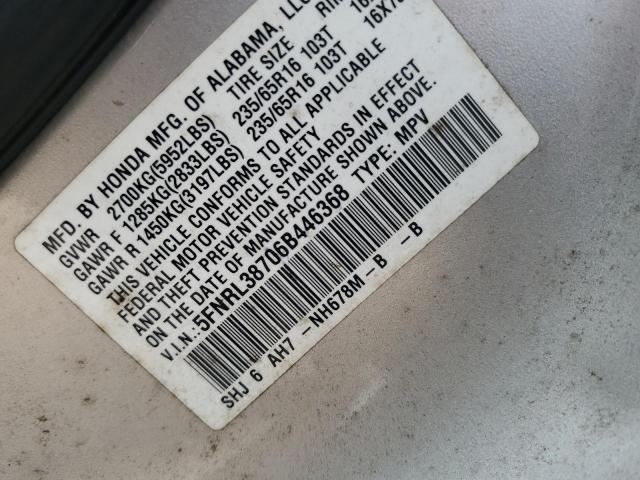 MFD. BY HONDA MFG. OF ALABAMA, LLC
TIRE SIZE RIM
GVWR 2700KG(5952LBS)
GAWR F 1285KG(2833LBS) 235/65R16 103T
GAWR R 1450KG(3197LBS) 235/65R16 103T 16X7
THIS VEHICLE CONFORMS TO ALL APPLICABLE
FEDERAL MOTOR VEHICLE SAFETY
AND THEFT PREVENTION STANDARDS IN EFFECT
ON THE DATE OF MANUFACTURE SHOWN ABOVE.
V.I.N.:5FNRL38706B446368 TYPE: MPV
SHJ 6 AH7 -NH678M-B -B